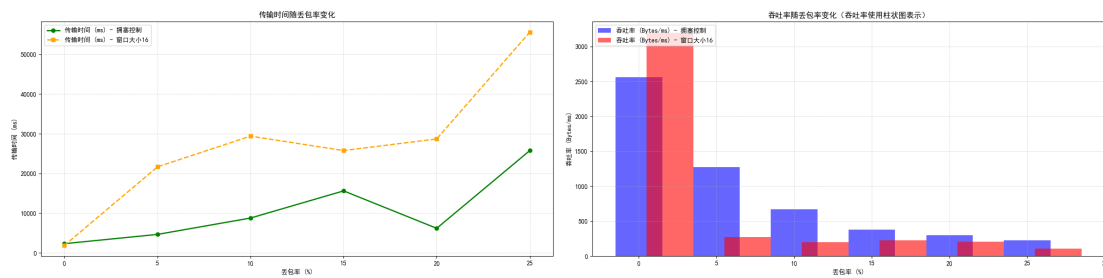 传输时间随丢包率变化
传输时间 (ms) - 拥塞控制
传输时间 (ms) - 窗口大小16
传输时间 (ms)
50000
40000
30000
20000
10000
0
0 5 10 15 20 25
丢包率 (%)
吞吐率随丢包率变化（吞吐率使用柱状图表示）
吞吐率 (Bytes/ms) - 拥塞控制
吞吐率 (Bytes/ms) - 窗口大小16
吞吐率 (Bytes/ms)
3000
2500
2000
1500
1000
500
0
0 5 10 15 20 25
丢包率 (%)